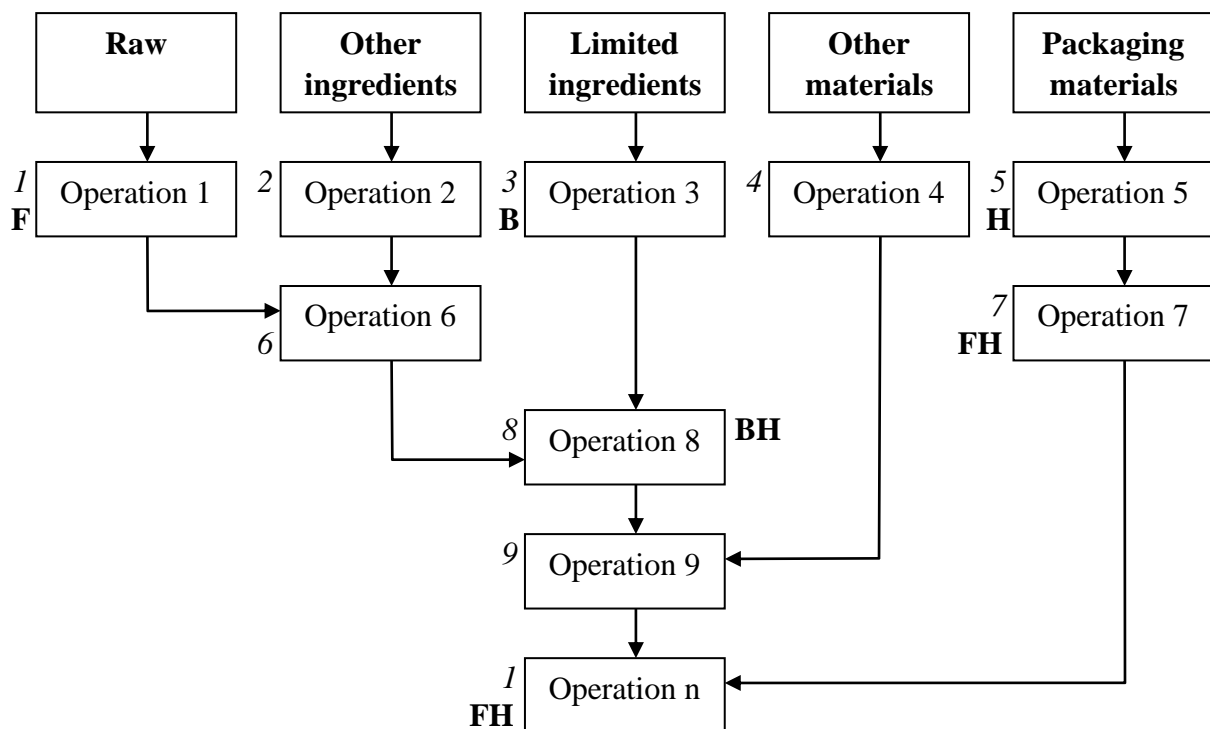 Raw
Other
ingredients
Limited
ingredients
Other
materials
Packaging
materials
1
F
Operation 1
2
Operation 2
3
B
Operation 3
4
Operation 4
5
H
Operation 5
Operation 6
6
7
FH
Operation 7
8
Operation 8
BH
9
Operation 9
1
FH
Operation n